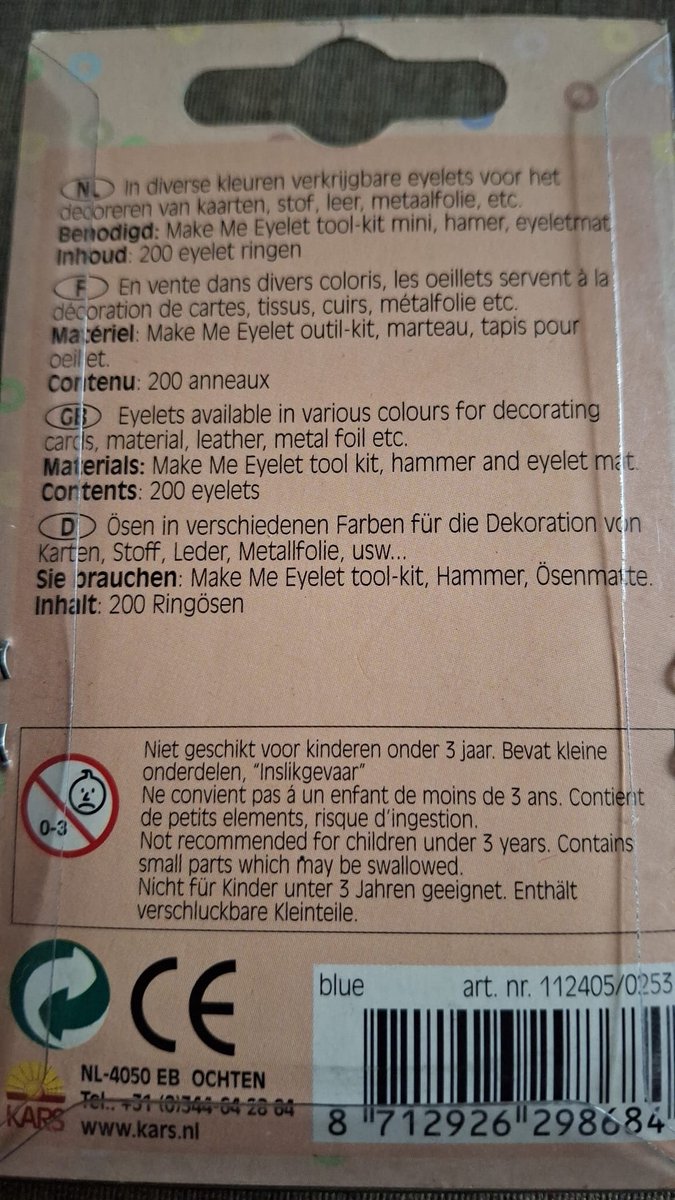 NL In diverse kleuren verkrijgbare eyelets voor het
decoreren van kaarten, stof, leer, metaalfolie, etc.
Benodigd: Make Me Eyelet tool-kit mini, hamer, eyeletmat
Inhoud: 200 eyelet ringen
F En vente dans divers coloris, les oeillets servent à la
décoration de cartes, tissus, cuirs, métalfolie etc.
Matériel: Make Me Eyelet outil-kit, marteau, tapis pour
oeillet.
Contenu: 200 anneaux
GB Eyelets available in various colours for decorating
cards, material, leather, metal foil etc.
Materials: Make Me Eyelet tool kit, hammer and eyelet mat.
Contents: 200 eyelets
D Ösen in verschiedenen Farben für die Dekoration von
Karten, Stoff, Leder, Metallfolie, usw...
Sie brauchen: Make Me Eyelet tool-kit, Hammer, Ösenmatte.
Inhalt: 200 Ringösen
0-3
Niet geschikt voor kinderen onder 3 jaar. Bevat kleine
onderdelen, "Inslikgevaar"
Ne convient pas á un enfant de moins de 3 ans. Contient
de petits elements, risque d'ingestion.
Not recommended for children under 3 years. Contains
small parts which may be swallowed.
Nicht für Kinder unter 3 Jahren geeignet. Enthält
verschluckbare Kleinteile.
CE
blue art. nr. 112405/0253
8 712926 298684
KARS
NL-4050 EB OCHTEN
Tel.: +31 (0)344-64 28 64
www.kars.nl